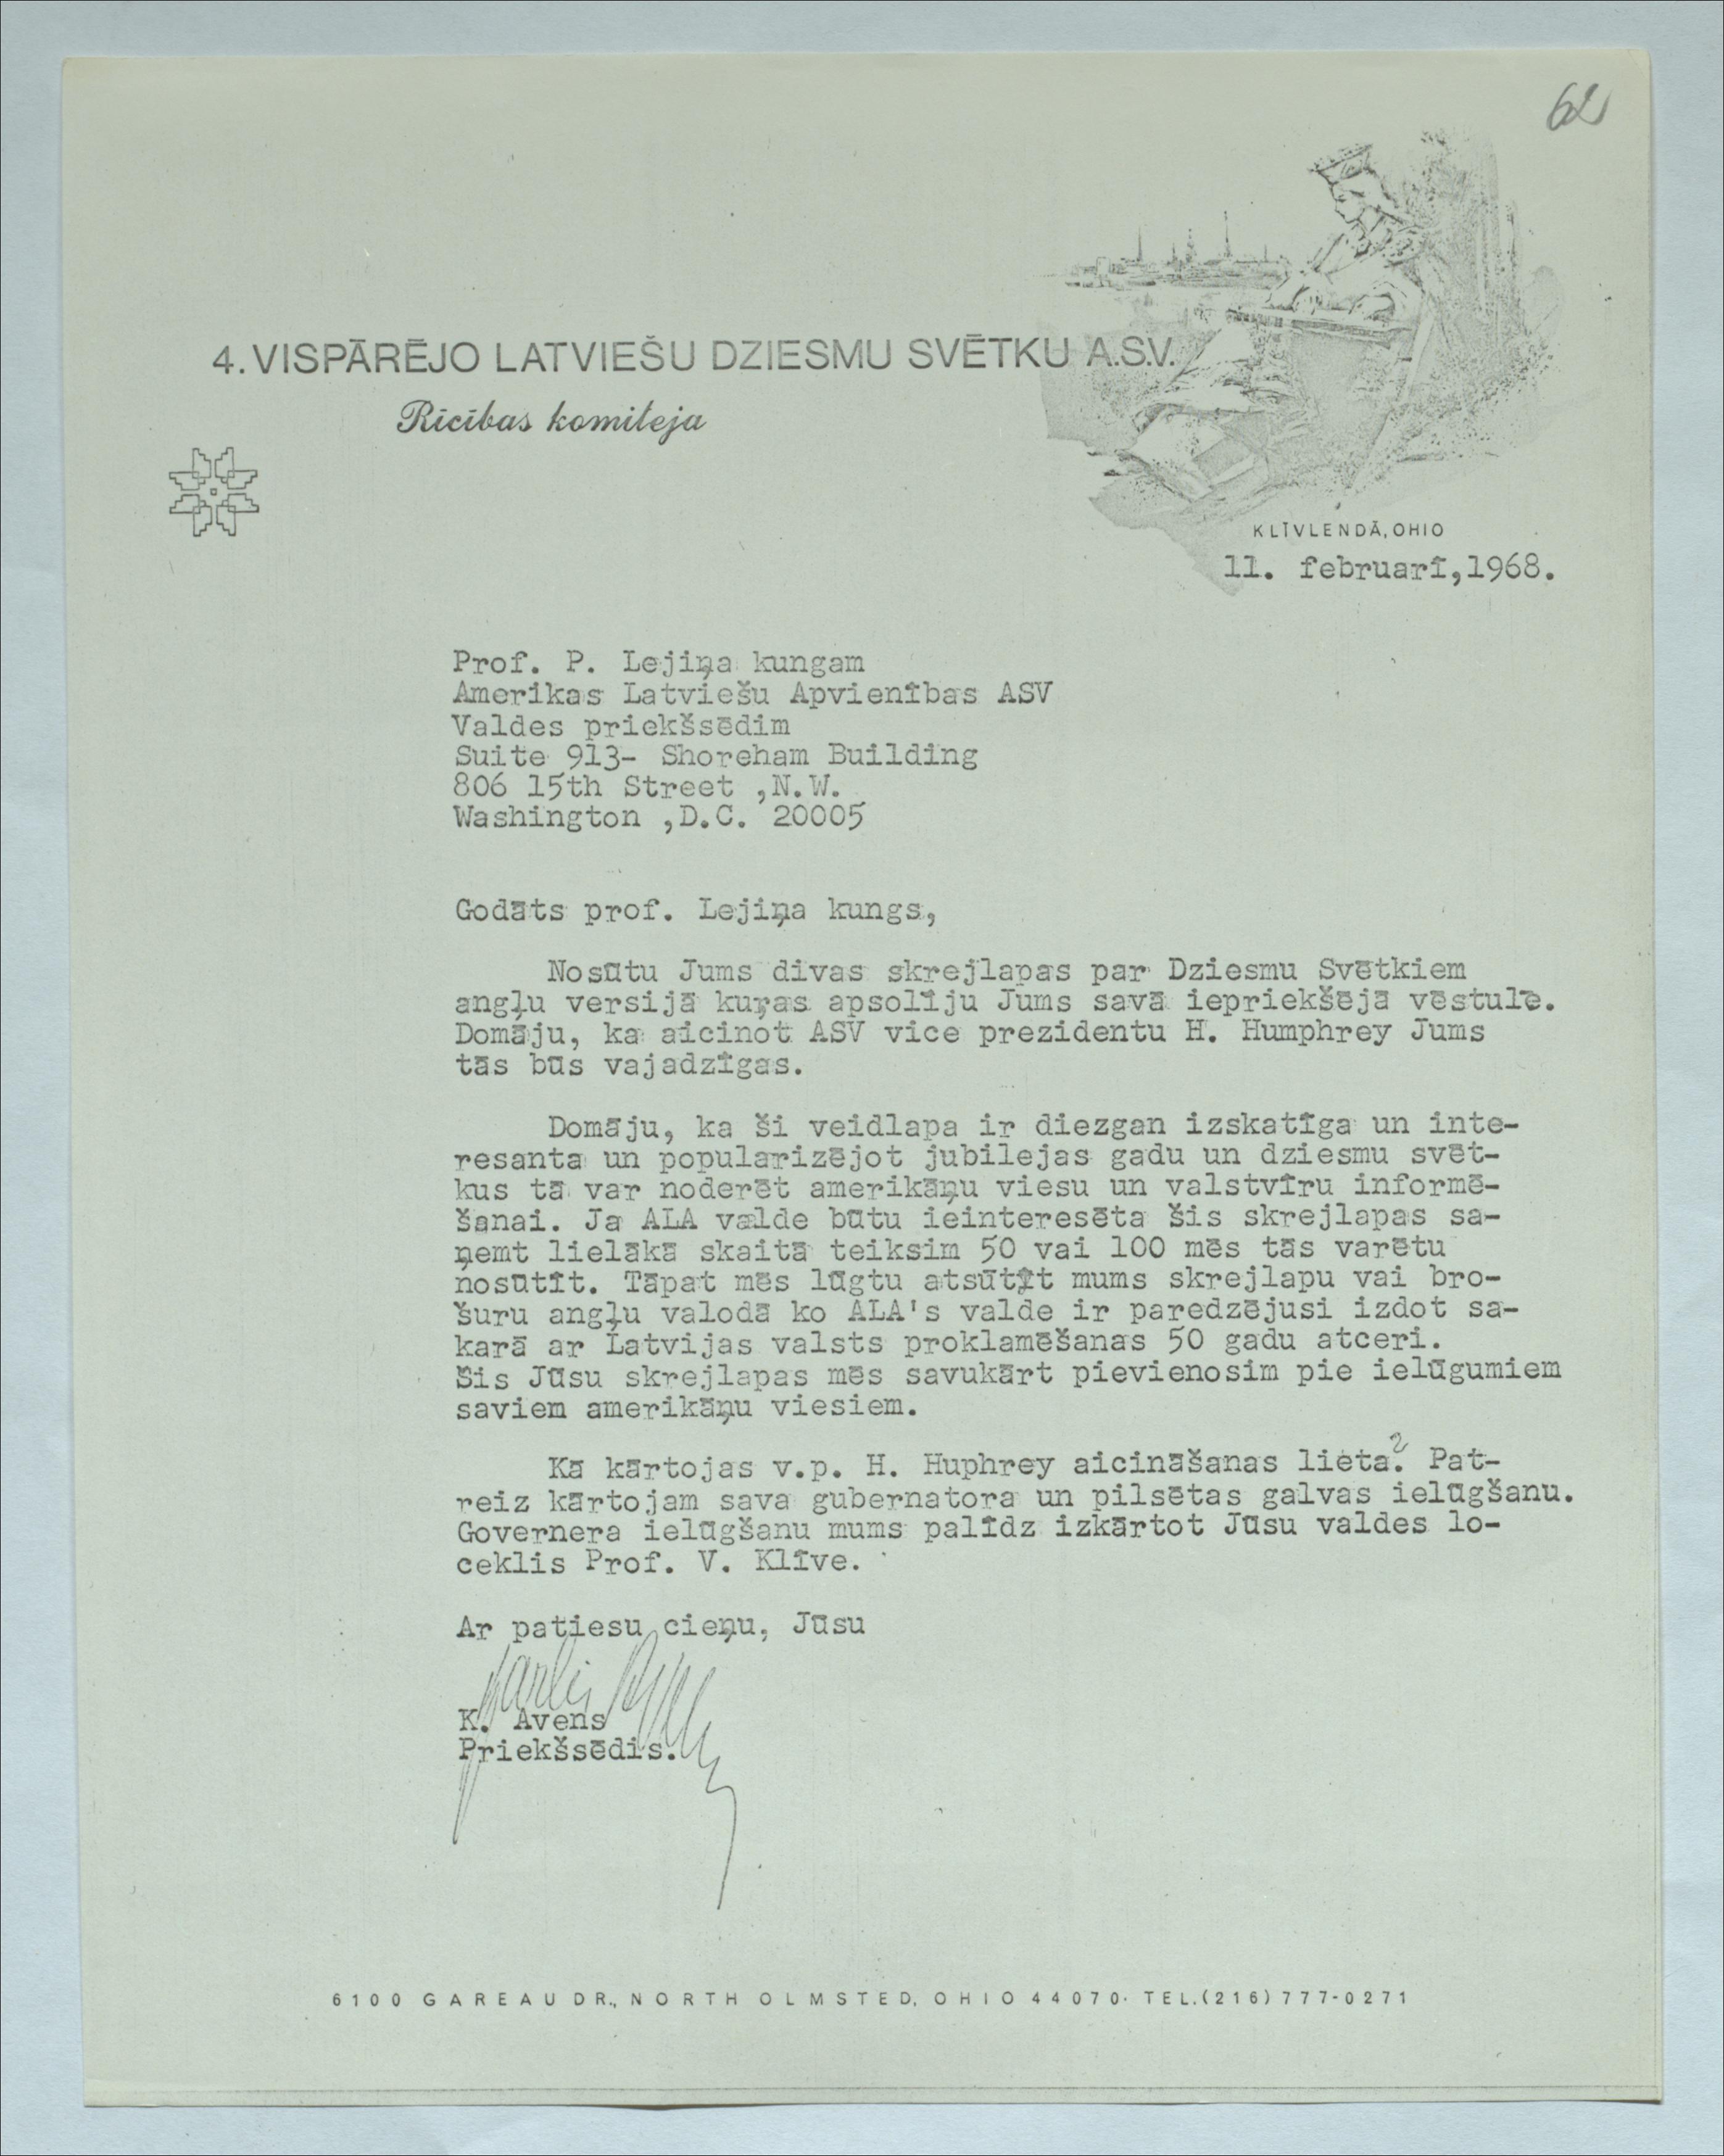 62
4. VISPĀRĒJO LATVIEŠU DZIESMU SVĒTKU A.S.V.
Rīcības komiteja
KLĪVLENDĀ, OHIO
11. februarī,1968.
Prof. P. Lejiņa kungam
Amerikas Latviešu Apvienības ASV
Valdes priekšsēdim
Suite 913- Shoreham Building
806 15th Street ,N.W.
Washington ,D.C. 20005
Godāts prof. Lejiņa kungs,
Nosūtu Jums divas skrejlapas par Dziesmu Svētkiem
angļu versijā kuŗas apsolīju Jums savā iepriekšējā vēstulē.
Domāju, ka aicinot ASV vice prezidentu H. Humphrey Jums
tās būs vajadzīgas.
Domāju, ka ši veidlapa ir diezgan izskatīga un inte-
resanta un popularizējot jubilejas gadu un dziesmu svēt-
kus tā var noderēt amerikāņu viesu un valstvīru informē-
šanai. Ja ALA valde būtu ieinteresēta šis skrejlapas sa-
ņemt lielākā skaitā teiksim 50 vai 100 mēs tās varētu
nosūtīt. Tāpat mēs lūgtu atsūtīt mums skrejlapu vai bro-
šuru angļu valodā ko ALA's valde ir paredzējusi izdot sa-
karā ar Latvijas valsts proklamēšanas 50 gadu atceri.
Šis Jūsu skrejlapas mēs savukārt pievienosim pie ielūgumiem
saviem amerikāņu viesiem.
Kā kārtojas v.p. H. Huphrey aicināšanas lieta? Pat-
reiz kārtojam sava gubernatora un pilsētas galvas ielūgšanu.
Governera ielūgšanu mums palīdz izkārtot Jūsu valdes lo-
ceklis Prof. V. Klīve.
Ar patiesu cieņu, Jūsu
K. Avens
Priekšsēdis.
6100 GAREAU DR., NORTH OLMSTED, OHIO 44070· TEL.(216)777-0271